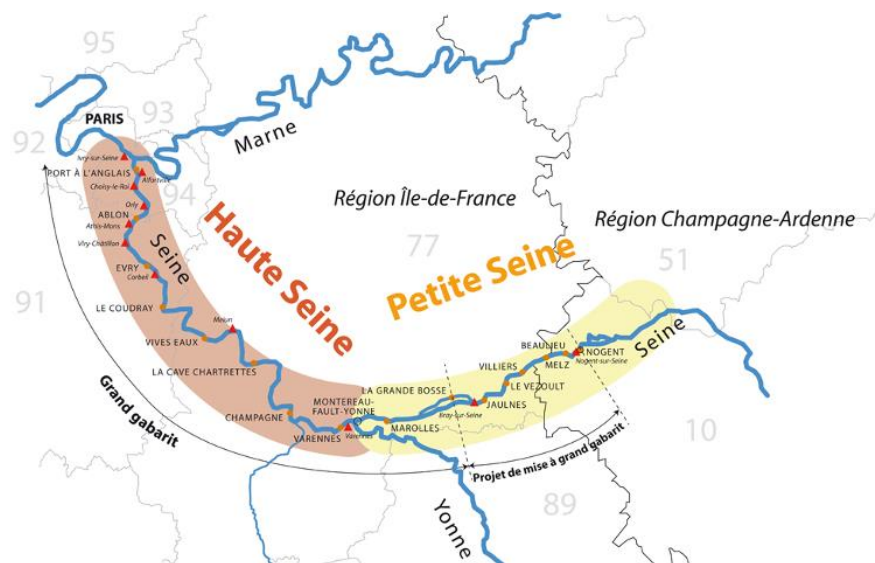 95
93
92
PARIS
Marne
Ivry-sur-Seine
PORT À L'ANGLAIS
Alfortville
Choisy-le-Roi
94
Région Île-de-France
Orly
ABLON
Athis-Mons
Région Champagne-Ardenne
Viry-Châtillon
Seine
Haute Seine
77
51
EVRY
Corbeil
Petite Seine
91
LE COUDRAY
Melun
Seine
VIVES EAUX
BEAULIEU
NOGENT
Nogent-sur-Seine
MELZ
VILLIERS
LA CAVE CHARTRETTES
LE VEZOULT
LA GRANDE BOSSE
Grand gabarit
MONTEREAU-
FAULT-YONNE
JAULNES
Bray-sur-Seine
CHAMPAGNE
MAROLLES
VARENNES
Varennes
10
Projet de mise à grand gabarit
89
Yonne